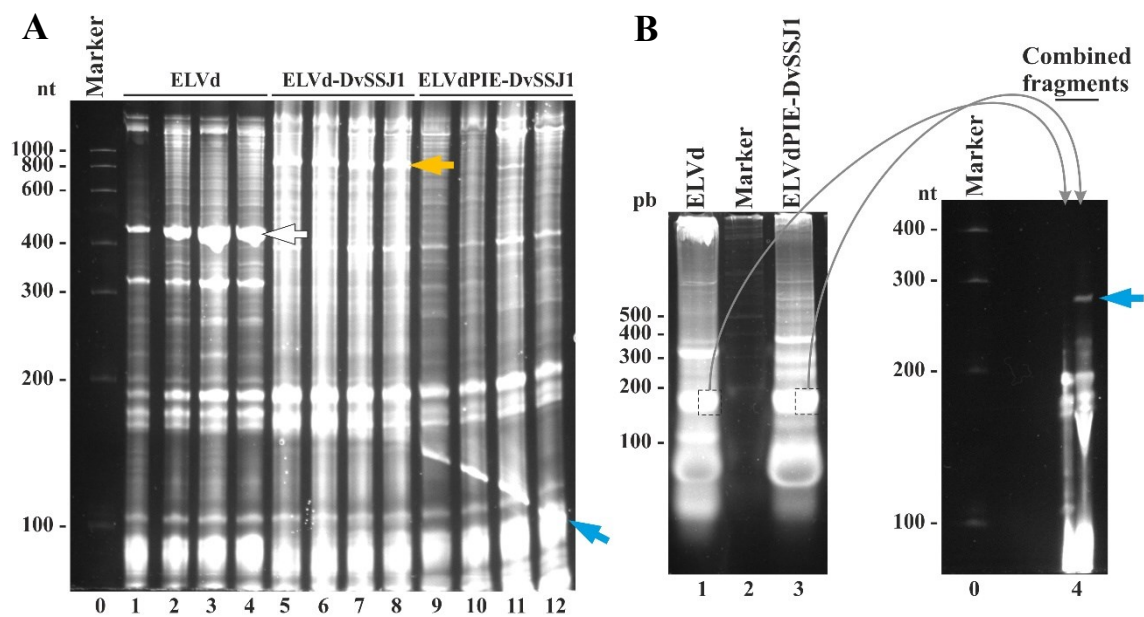 A
Marker
nt
ELVd
ELVd-DvSSJ1
ELVdPIE-DvSSJ1
1000 -
800 -
600 -
400 -
300 -
200 -
100 -
0 1 2 3 4 5 6 7 8 9 10 11 12
B
pb
ELVd
Marker
ELVdPIE-DvSSJ1
500 -
400 -
300 -
200 -
100 -
1 2 3
Combined
fragments
nt
Marker
400 -
300 -
200 -
100 -
0 4